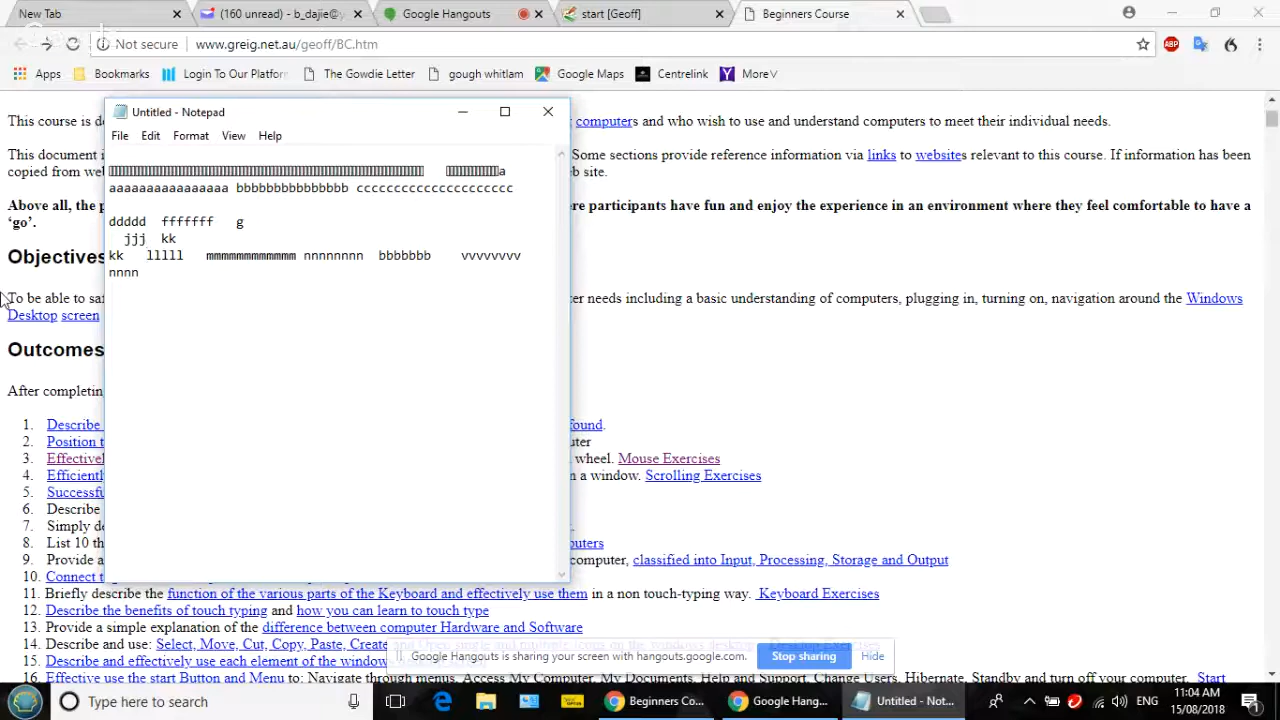 New Tab
(160 unread) - b_dajie@y
Google Hangouts
start [Geoff]
Beginners Course
Not secure
www.greig.net.au/geoff/BC.htm
Apps
Bookmarks
Login To Our Platfor
The Gowdie Letter
gough whitlam
Google Maps
Centrelink
More∨
Untitled - Notepad
File Edit Format View Help
a
aaaaaaaaaaaaaaaa bbbbbbbbbbbbbbb ccccccccccccccccccccc
ddddd fffffff g
jjj kk
kk lllll mmmmmmmmmmmm nnnnnnnn bbbbbbb vvvvvvvv
nnnn
This course is de
computers and who wish to use and understand computers to meet their individual needs.
This document i
Some sections provide reference information via links to websites relevant to this course. If information has been
copied from web
b site.
Above all, the p
re participants have fun and enjoy the experience in an environment where they feel comfortable to have a
‘go’.
Objectives
To be able to saf
ter needs including a basic understanding of computers, plugging in, turning on, navigation around the Windows
Desktop screen
Outcomes
After completing
1. Describe
found.
2. Position t
uter
3. Effectivel
wheel. Mouse Exercises
4. Efficiently
n a window. Scrolling Exercises
5. Successfu
6. Describe
7. Simply de
8. List 10 th
puters
9. Provide a
computer, classified into Input, Processing, Storage and Output
10. Connect t
11. Briefly describe the function of the various parts of the Keyboard and effectively use them in a non touch-typing way. Keyboard Exercises
12. Describe the benefits of touch typing and how you can learn to touch type
13. Provide a simple explanation of the difference between computer Hardware and Software
14. Describe and use: Select, Move, Cut, Copy, Paste, Create
15. Describe and effectively use each element of the window
16. Effective use the start Button and Menu to: Navigate through menus, Access My Computer, My Documents, Help and Support, Change Users, Hibernate, Standby and turn off your computer. Start
Google Hangouts is sharing your screen with hangouts.google.com.
Stop sharing
Hide
Type here to search
Beginners Co...
Google Hang...
Untitled - Not...
ENG
11:04 AM
15/08/2018
1